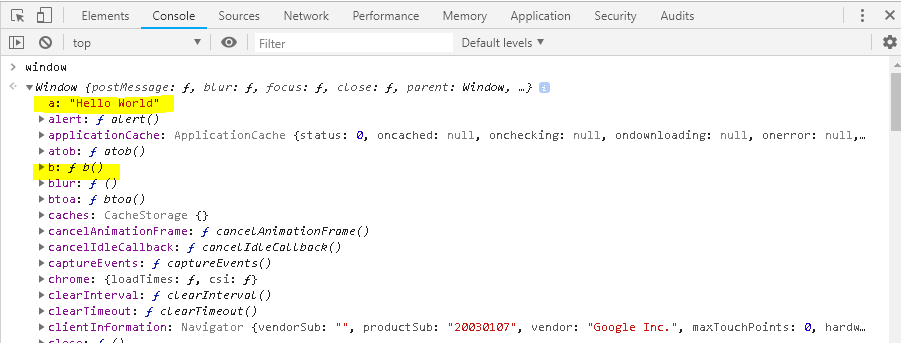 Elements Console Sources Network Performance Memory Application Security Audits
top Filter Default levels
window
Window {postMessage: ƒ, blur: ƒ, focus: ƒ, close: ƒ, parent: Window, …}
a: "Hello World"
alert: ƒ alert()
applicationCache: ApplicationCache {status: 0, oncached: null, onchecking: null, ondownloading: null, onerror: null,…
atob: ƒ atob()
b: ƒ b()
blur: ƒ ()
btoa: ƒ btoa()
caches: CacheStorage {}
cancelAnimationFrame: ƒ cancelAnimationFrame()
cancelIdleCallback: ƒ cancelIdleCallback()
captureEvents: ƒ captureEvents()
chrome: {loadTimes: ƒ, csi: ƒ}
clearInterval: ƒ clearInterval()
clearTimeout: ƒ clearTimeout()
clientInformation: Navigator {vendorSub: "", productSub: "20030107", vendor: "Google Inc.", maxTouchPoints: 0, hardw…
close: ƒ ()